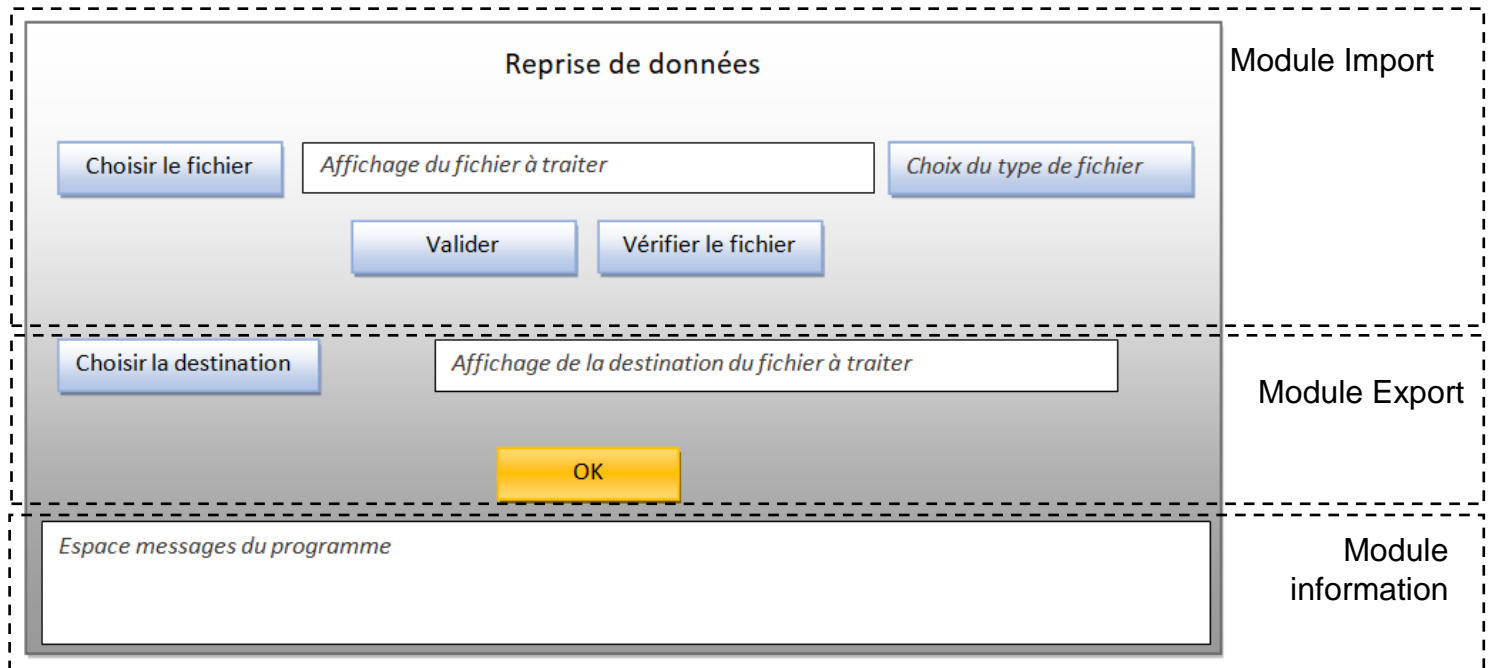 Reprise de données
Module Import
Choisir le fichier
Affichage du fichier à traiter
Choix du type de fichier
Valider
Vérifier le fichier
Choisir la destination
Affichage de la destination du fichier à traiter
Module Export
OK
Espace messages du programme
Module
information